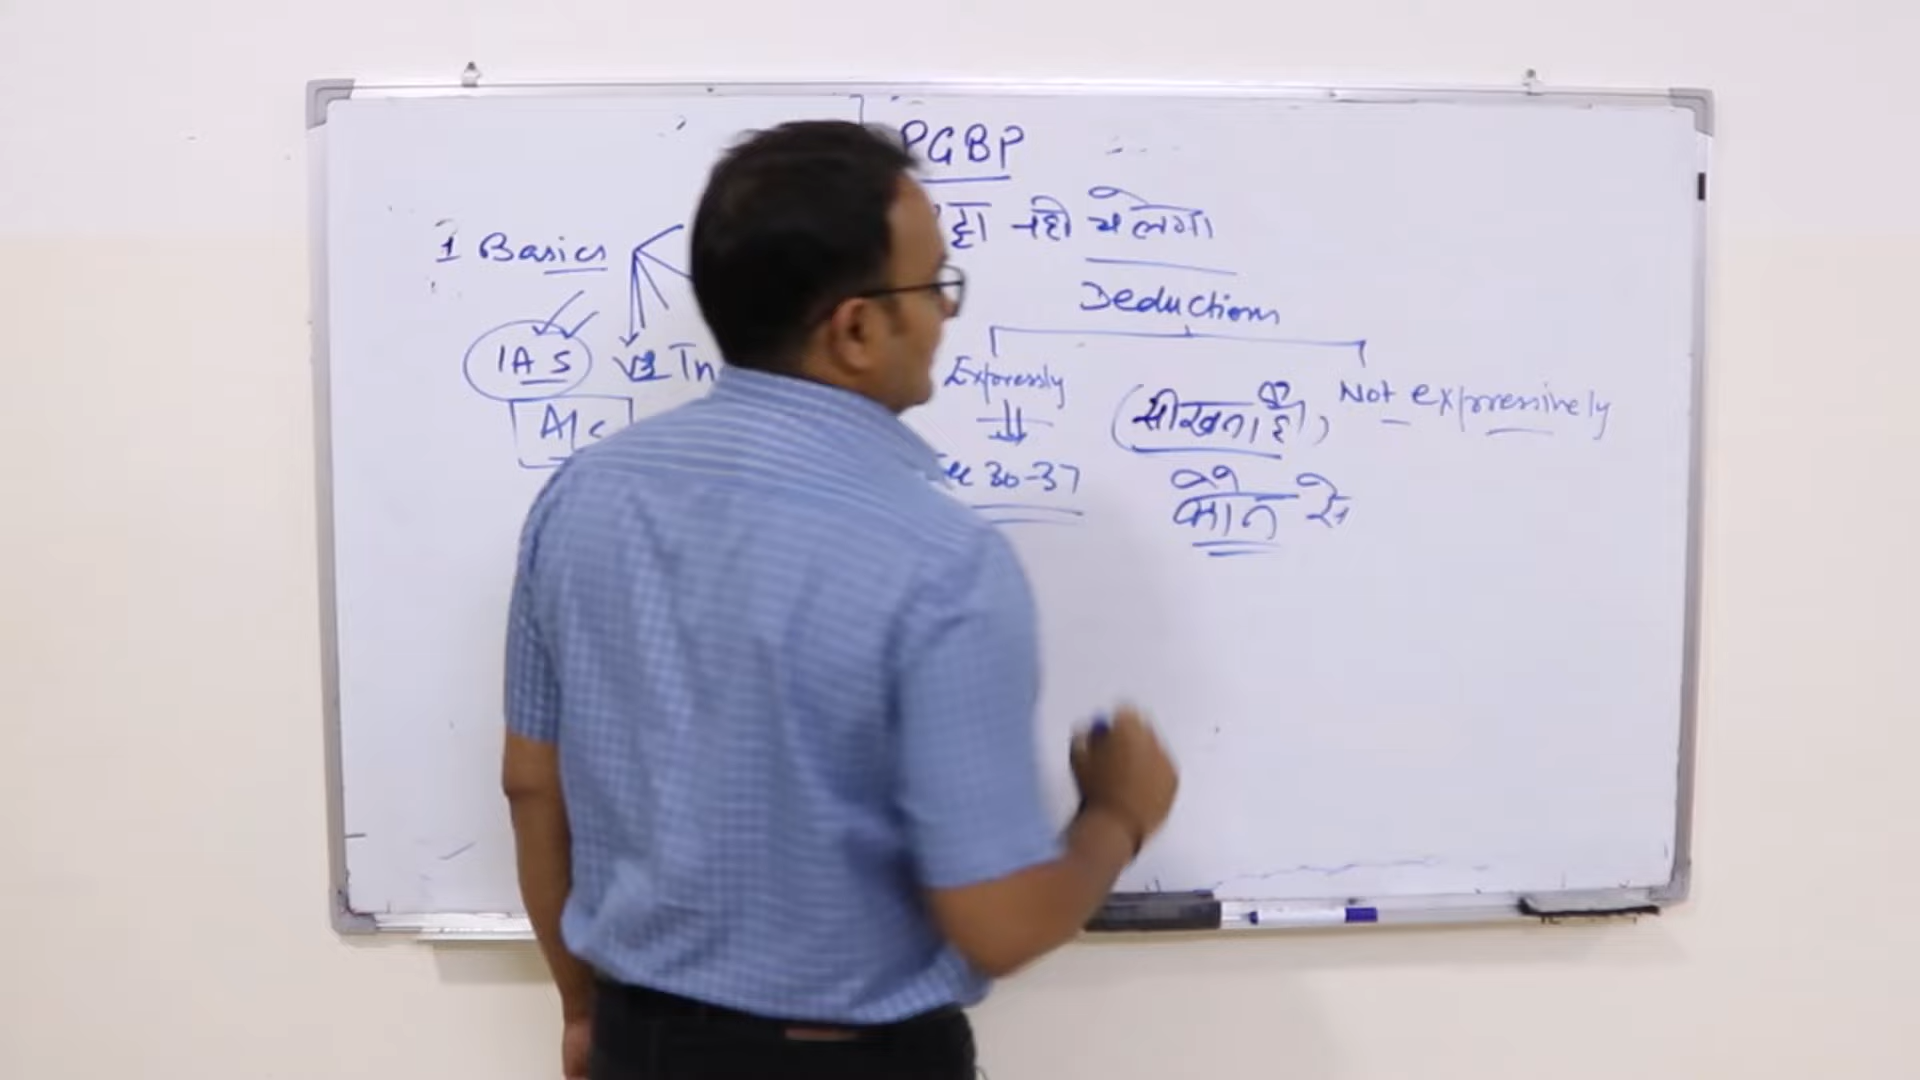 PGBP
नही चलेगा
1 Basics
Deductions
IAS
Expressly
(सीखना है)
Not expressively
A/c
30-37
कौन से